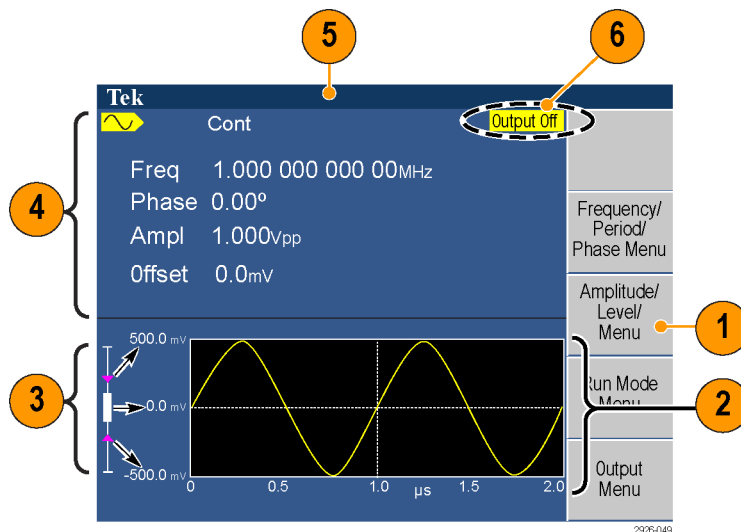 5
6
Tek
Cont
Output Off
Freq 1.000 000 000 00MHz
Phase 0.00º
Ampl 1.000Vpp
Offset 0.0mV
4
Frequency/
Period/
Phase Menu
Amplitude/
Level/
Menu
1
Run Mode
Menu
2
Output
Menu
3
500.0 mV
0.0 mV
-500.0 mV
0 0.5 1.0 µs 1.5 2.0
2926-049